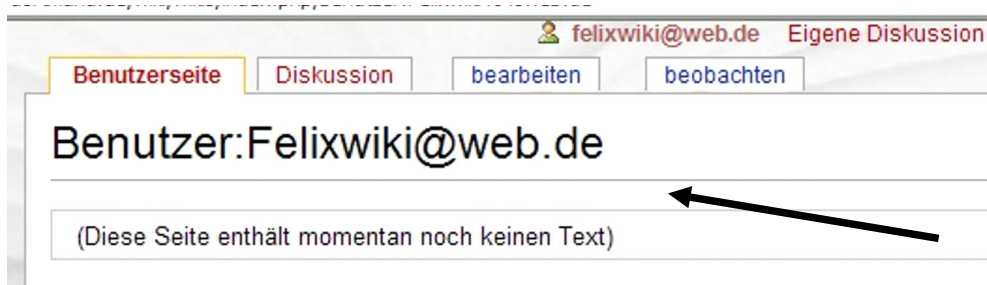 felixwiki@web.de Eigene Diskussion
Benutzerseite Diskussion bearbeiten beobachten
Benutzer:Felixwiki@web.de
(Diese Seite enthält momentan noch keinen Text)